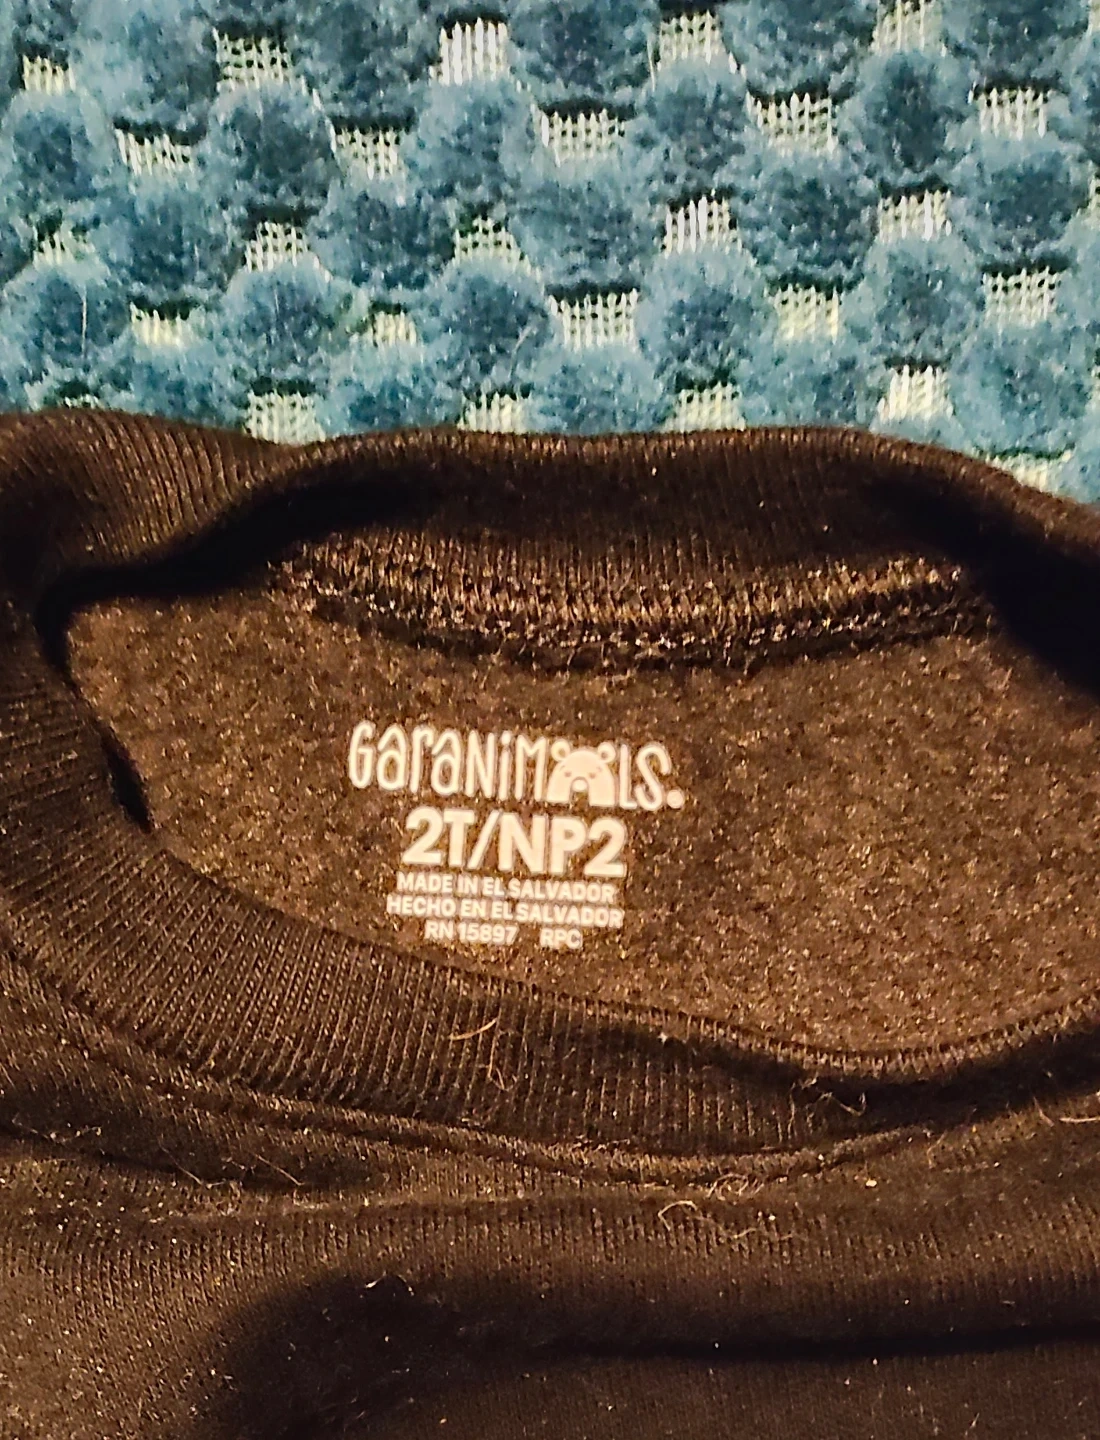 Garanimals.
2T/NP2
MADE IN EL SALVADOR
HECHO EN EL SALVADOR
RN 15897 RPC